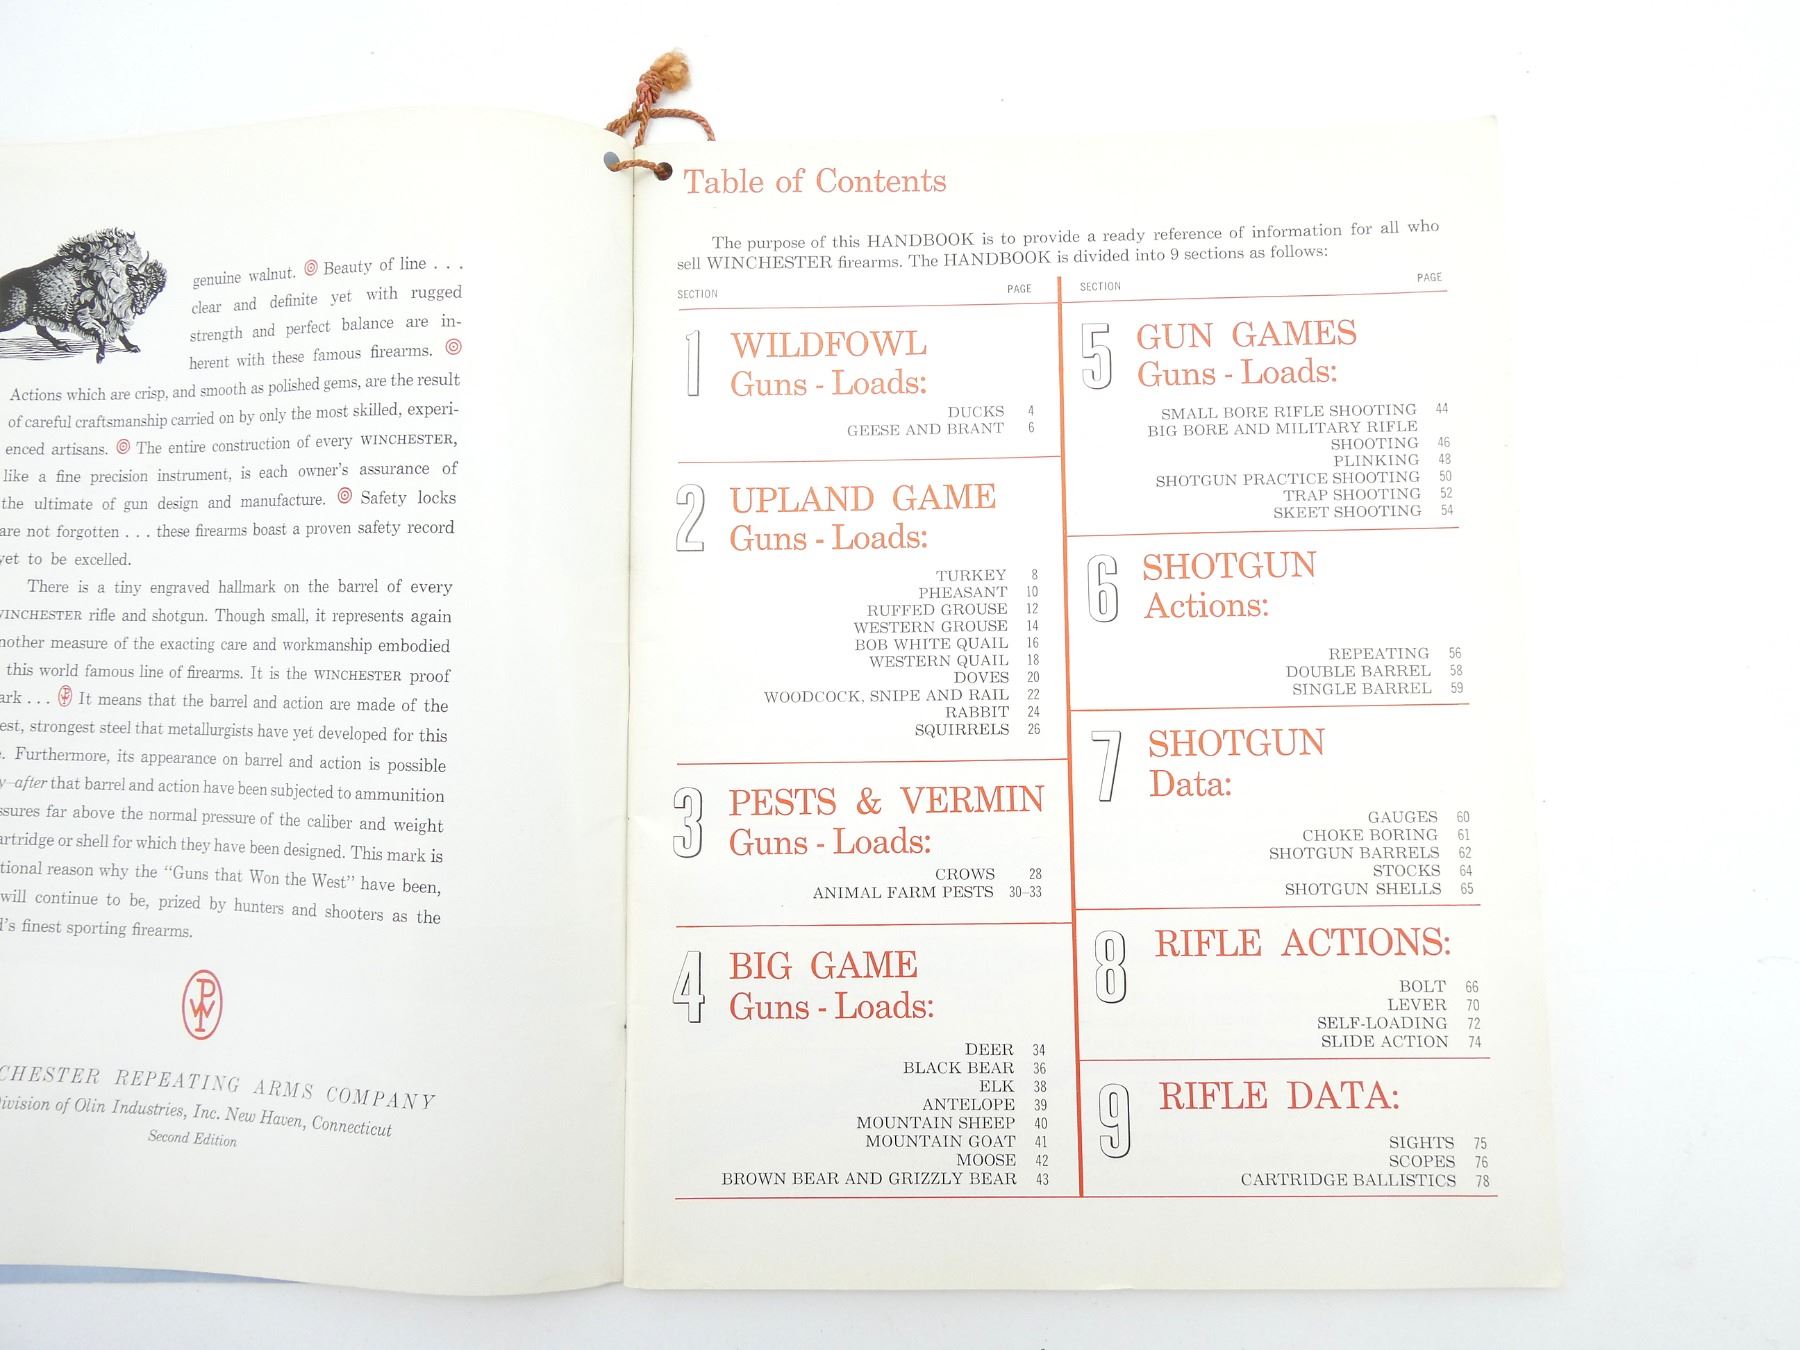 genuine walnut. Beauty of line . . .
clear and definite yet with rugged
strength and perfect balance are in-
herent with these famous firearms.
Actions which are crisp, and smooth as polished gems, are the result
of careful craftsmanship carried on by only the most skilled, experi-
enced artisans. The entire construction of every WINCHESTER,
like a fine precision instrument, is each owner's assurance of
the ultimate of gun design and manufacture. Safety locks
are not forgotten . . . these firearms boast a proven safety record
yet to be excelled.
There is a tiny engraved hallmark on the barrel of every
WINCHESTER rifle and shotgun. Though small, it represents again
nother measure of the exacting care and workmanship embodied
this world famous line of firearms. It is the WINCHESTER proof
ark . . . It means that the barrel and action are made of the
est, strongest steel that metallurgists have yet developed for this
. Furthermore, its appearance on barrel and action is possible
y—after that barrel and action have been subjected to ammunition
ssures far above the normal pressure of the caliber and weight
artridge or shell for which they have been designed. This mark is
tional reason why the "Guns that Won the West" have been,
will continue to be, prized by hunters and shooters as the
d's finest sporting firearms.
CHESTER REPEATING ARMS COMPANY
Division of Olin Industries, Inc. New Haven, Connecticut
Second Edition
Table of Contents
The purpose of this HANDBOOK is to provide a ready reference of information for all who
sell WINCHESTER firearms. The HANDBOOK is divided into 9 sections as follows:
SECTION PAGE
1 WILDFOWL
Guns - Loads:
DUCKS 4
GEESE AND BRANT 6
2 UPLAND GAME
Guns - Loads:
TURKEY 8
PHEASANT 10
RUFFED GROUSE 12
WESTERN GROUSE 14
BOB WHITE QUAIL 16
WESTERN QUAIL 18
DOVES 20
WOODCOCK, SNIPE AND RAIL 22
RABBIT 24
SQUIRRELS 26
3 PESTS & VERMIN
Guns - Loads:
CROWS 28
ANIMAL FARM PESTS 30–33
4 BIG GAME
Guns - Loads:
DEER 34
BLACK BEAR 36
ELK 38
ANTELOPE 39
MOUNTAIN SHEEP 40
MOUNTAIN GOAT 41
MOOSE 42
BROWN BEAR AND GRIZZLY BEAR 43
SECTION PAGE
5 GUN GAMES
Guns - Loads:
SMALL BORE RIFLE SHOOTING 44
BIG BORE AND MILITARY RIFLE
SHOOTING 46
PLINKING 48
SHOTGUN PRACTICE SHOOTING 50
TRAP SHOOTING 52
SKEET SHOOTING 54
6 SHOTGUN
Actions:
REPEATING 56
DOUBLE BARREL 58
SINGLE BARREL 59
7 SHOTGUN
Data:
GAUGES 60
CHOKE BORING 61
SHOTGUN BARRELS 62
STOCKS 64
SHOTGUN SHELLS 65
8 RIFLE ACTIONS:
BOLT 66
LEVER 70
SELF-LOADING 72
SLIDE ACTION 74
9 RIFLE DATA:
SIGHTS 75
SCOPES 76
CARTRIDGE BALLISTICS 78